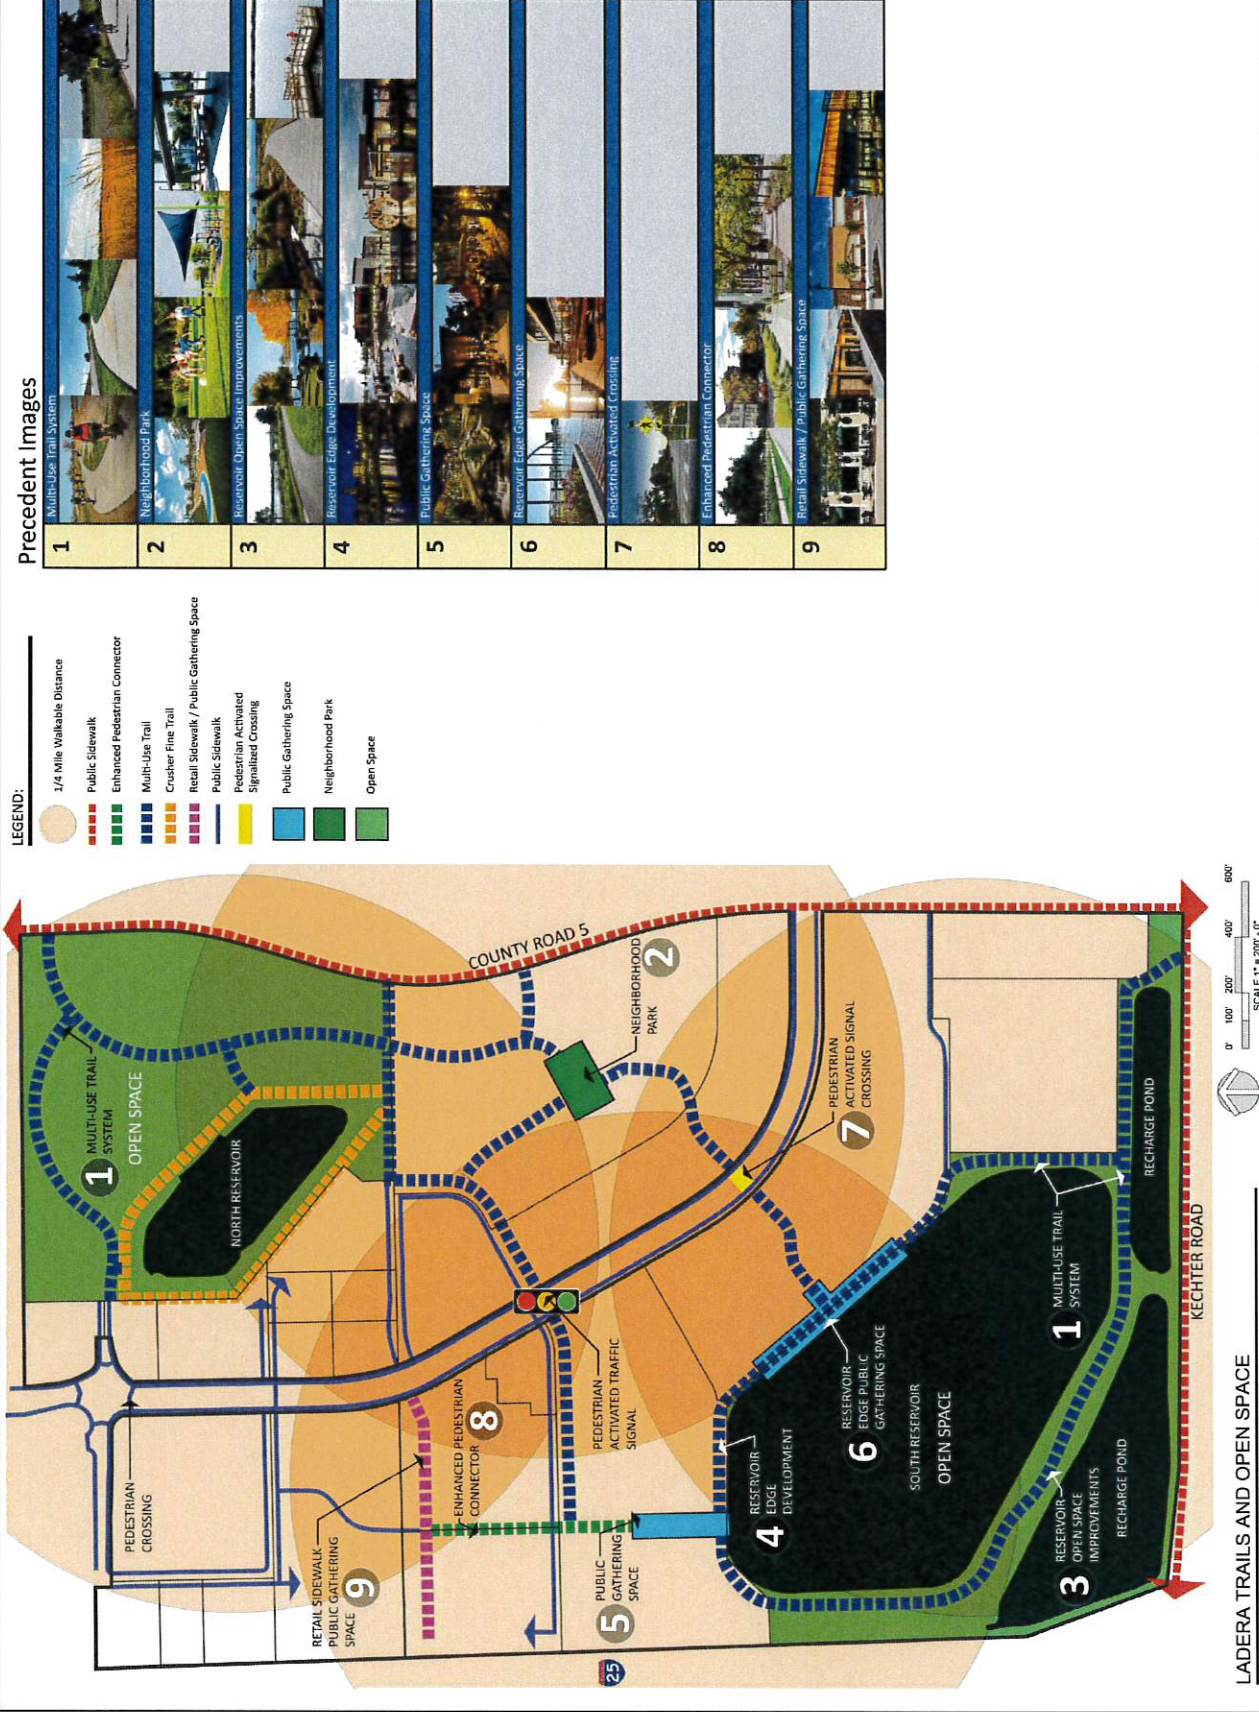 Precedent Images
1
Multi-Use Trail System
2
Neighborhood Park
3
Reservoir Open Space Improvements
4
Reservoir Edge Development
5
Public Gathering Space
6
Reservoir Edge Gathering Space
7
Pedestrian Activated Crossing
8
Enhanced Pedestrian Connector
9
Retail Sidewalk / Public Gathering Space
LEGEND:
1/4 Mile Walkable Distance
Public Sidewalk
Enhanced Pedestrian Connector
Multi-Use Trail
Crusher Fine Trail
Retail Sidewalk / Public Gathering Space
Public Sidewalk
Pedestrian Activated
Signalized Crossing
Public Gathering Space
Neighborhood Park
Open Space
1
MULTI-USE TRAIL
SYSTEM
OPEN SPACE
NORTH RESERVOIR
COUNTY ROAD 5
NEIGHBORHOOD
PARK
2
PEDESTRIAN
ACTIVATED SIGNAL
CROSSING
7
PEDESTRIAN
CROSSING
RETAIL SIDEWALK
PUBLIC GATHERING
SPACE
9
ENHANCED PEDESTRIAN
CONNECTOR
8
PEDESTRIAN
ACTIVATED TRAFFIC
SIGNAL
5
PUBLIC
GATHERING
SPACE
25
4
RESERVOIR
EDGE
DEVELOPMENT
6
RESERVOIR
EDGE PUBLIC
GATHERING SPACE
SOUTH RESERVOIR
OPEN SPACE
1
MULTI-USE TRAIL
SYSTEM
RECHARGE POND
3
RESERVOIR
OPEN SPACE
IMPROVEMENTS
RECHARGE POND
KECHTER ROAD
0' 100' 200' 400' 600'
SCALE 1" = 200' - 0"
LADERA TRAILS AND OPEN SPACE